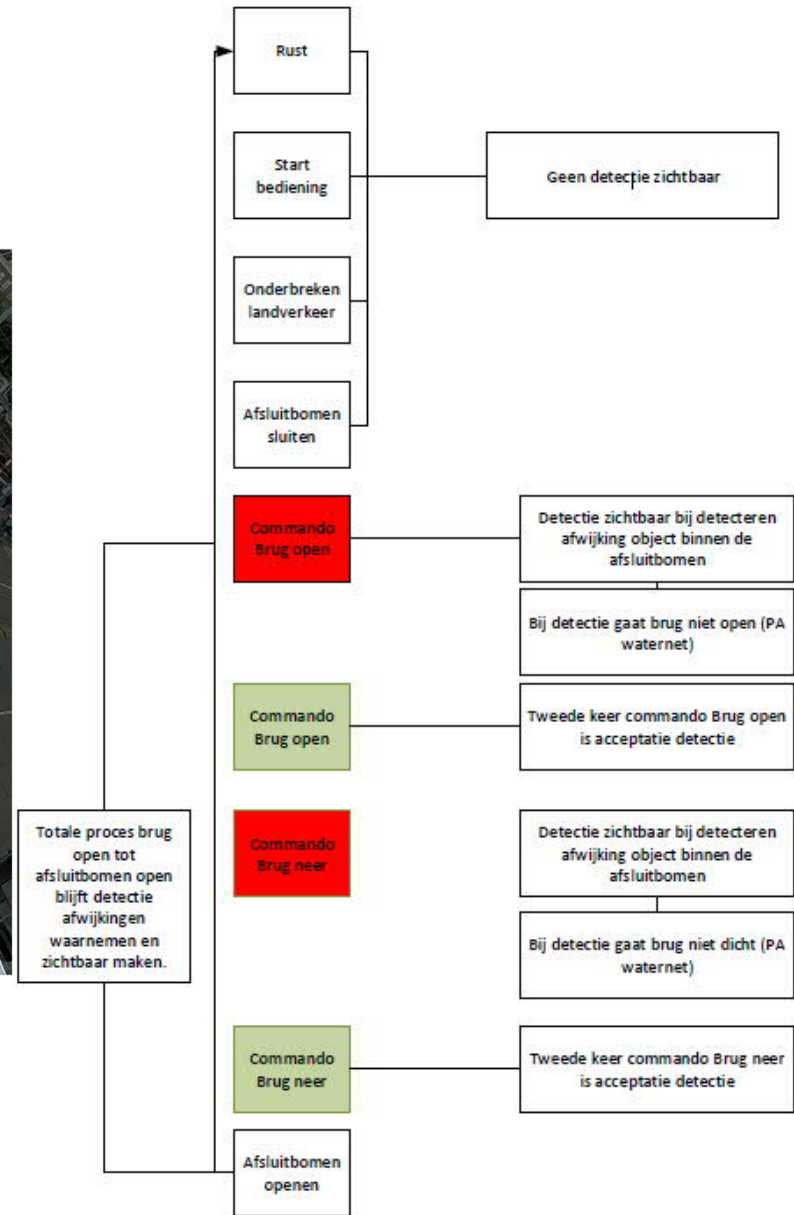 Rust
Start
bediening
Geen detectie zichtbaar
Onderbreken
landverkeer
Afsluitbomen
sluiten
Commando
Brug open
Detectie zichtbaar bij detecteren
afwijking object binnen de
afsluitbomen
Bij detectie gaat brug niet open (PA
waternet)
Commando
Brug open
Tweede keer commando Brug open
is acceptatie detectie
Totale proces brug
open tot
afsluitbomen open
blijft detectie
afwijkingen
waarnemen en
zichtbaar maken.
Commando
Brug neer
Detectie zichtbaar bij detecteren
afwijking object binnen de
afsluitbomen
Bij detectie gaat brug niet dicht (PA
waternet)
Commando
Brug neer
Tweede keer commando Brug neer
is acceptatie detectie
Afsluitbomen
openen